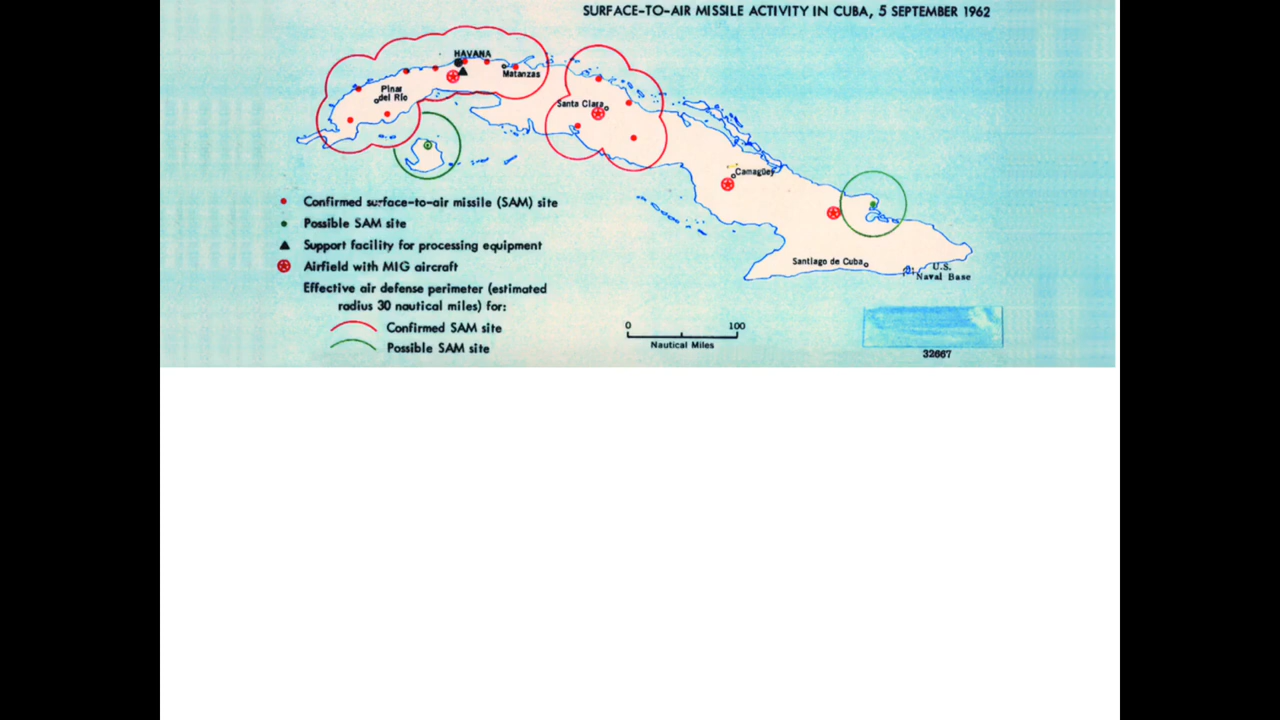 SURFACE-TO-AIR MISSILE ACTIVITY IN CUBA, 5 SEPTEMBER 1962
HAVANA
Matanzas
Pinar
del Río
Santa Clara
Camagüey
Santiago de Cuba
U.S.
Naval Base
Confirmed surface-to-air missile (SAM) site
Possible SAM site
Support facility for processing equipment
Airfield with MIG aircraft
Effective air defense perimeter (estimated
radius 30 nautical miles) for:
Confirmed SAM site
Possible SAM site
0 100
Nautical Miles
32667